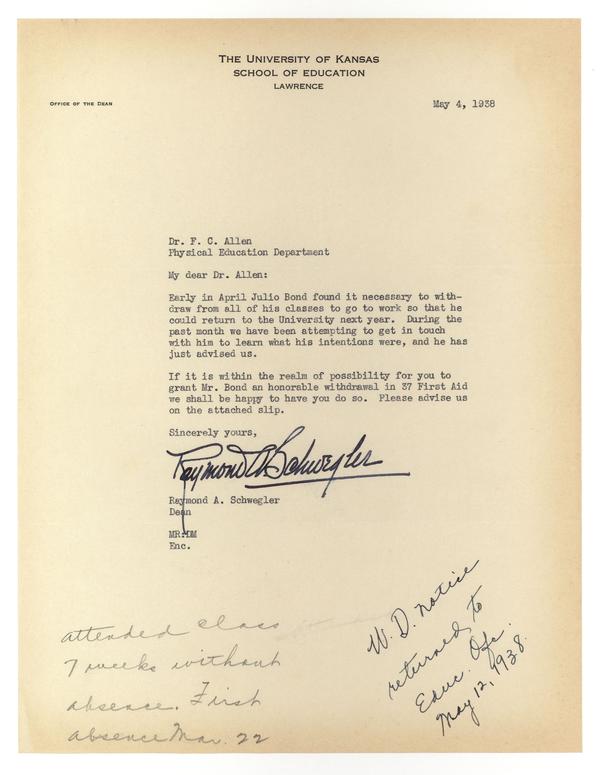 THE UNIVERSITY OF KANSAS
SCHOOL OF EDUCATION
LAWRENCE
OFFICE OF THE DEAN
May 4, 1938
Dr. F. C. Allen
Physical Education Department
My dear Dr. Allen:
Early in April Julio Bond found it necessary to with-
draw from all of his classes to go to work so that he
could return to the University next year.  During the
past month we have been attempting to get in touch
with him to learn what his intentions were, and he has
just advised us.
If it is within the realm of possibility for you to
grant Mr. Bond an honorable withdrawal in 37 First Aid
we shall be happy to have you do so.  Please advise us
on the attached slip.
Sincerely yours,
Raymond A. Schwegler
Raymond A. Schwegler
Dean
MR:DM
Enc.
attended class
7 weeks without
absence. First
absence Mar. 22
W. D. notice
returned to
Educ. Ofc.
May 12, 1938.